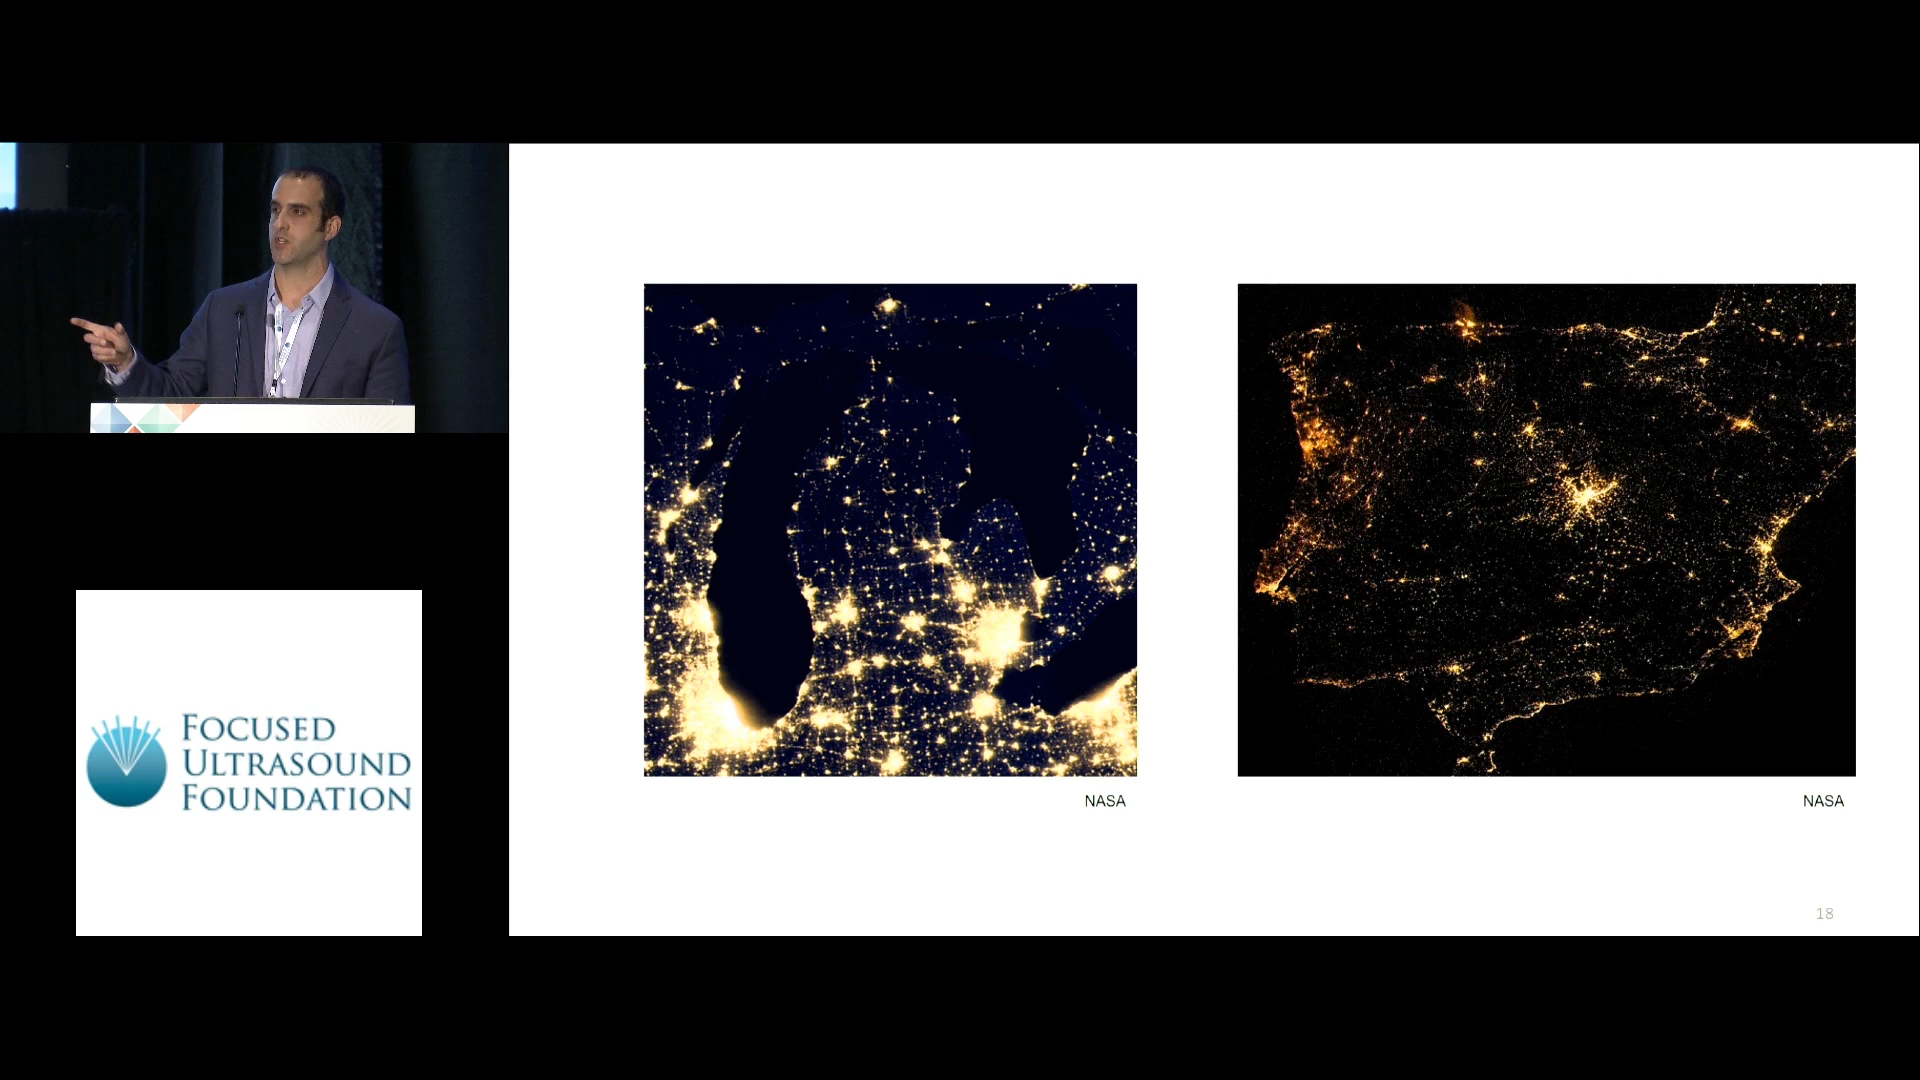 FOCUSED
ULTRASOUND
FOUNDATION
NASA
NASA
18